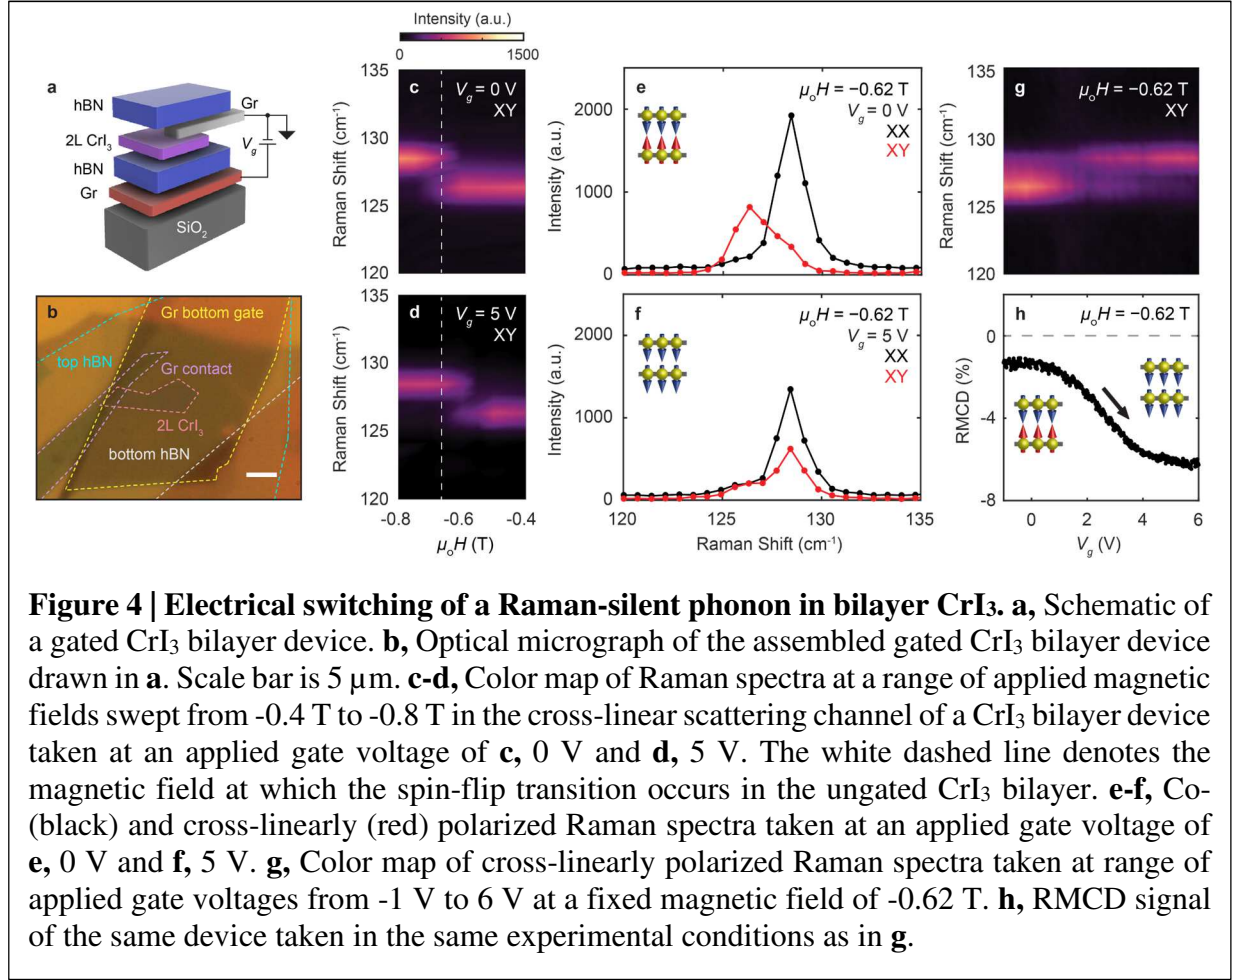 Intensity (a.u.)
0 1500
a
hBN
Gr
2L CrI₃
V_g
hBN
Gr
SiO₂
b
Gr bottom gate
top hBN
Gr contact
2L CrI₃
bottom hBN
135
130
125
120
Raman Shift (cm⁻¹)
c
V_g = 0 V
XY
135
130
125
120
Raman Shift (cm⁻¹)
d
V_g = 5 V
XY
-0.8 -0.6 -0.4
μₒH (T)
2000
1000
0
Intensity (a.u.)
e
μₒH = −0.62 T
V_g = 0 V
XX
XY
2000
1000
0
Intensity (a.u.)
f
μₒH = −0.62 T
V_g = 5 V
XX
XY
120 125 130 135
Raman Shift (cm⁻¹)
135
130
125
120
Raman Shift (cm⁻¹)
g
μₒH = −0.62 T
XY
0
-4
-8
RMCD (%)
h
μₒH = −0.62 T
0 2 4 6
V_g (V)
Figure 4 | Electrical switching of a Raman-silent phonon in bilayer CrI₃. a, Schematic of
a gated CrI₃ bilayer device. b, Optical micrograph of the assembled gated CrI₃ bilayer device
drawn in a. Scale bar is 5 μm. c-d, Color map of Raman spectra at a range of applied magnetic
fields swept from -0.4 T to -0.8 T in the cross-linear scattering channel of a CrI₃ bilayer device
taken at an applied gate voltage of c, 0 V and d, 5 V. The white dashed line denotes the
magnetic field at which the spin-flip transition occurs in the ungated CrI₃ bilayer. e-f, Co-
(black) and cross-linearly (red) polarized Raman spectra taken at an applied gate voltage of
e, 0 V and f, 5 V. g, Color map of cross-linearly polarized Raman spectra taken at range of
applied gate voltages from -1 V to 6 V at a fixed magnetic field of -0.62 T. h, RMCD signal
of the same device taken in the same experimental conditions as in g.